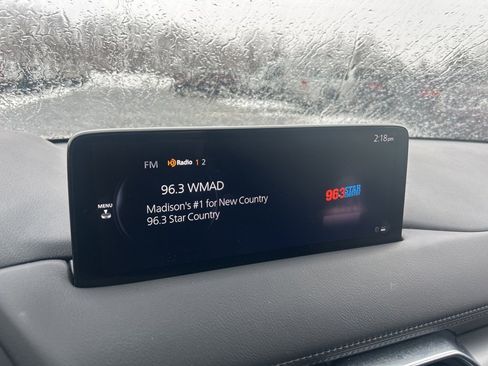 2:18pm
FM HD Radio 1 2
96.3 WMAD
MENU
Madison's #1 for New Country
96.3 Star Country
96.3 STAR